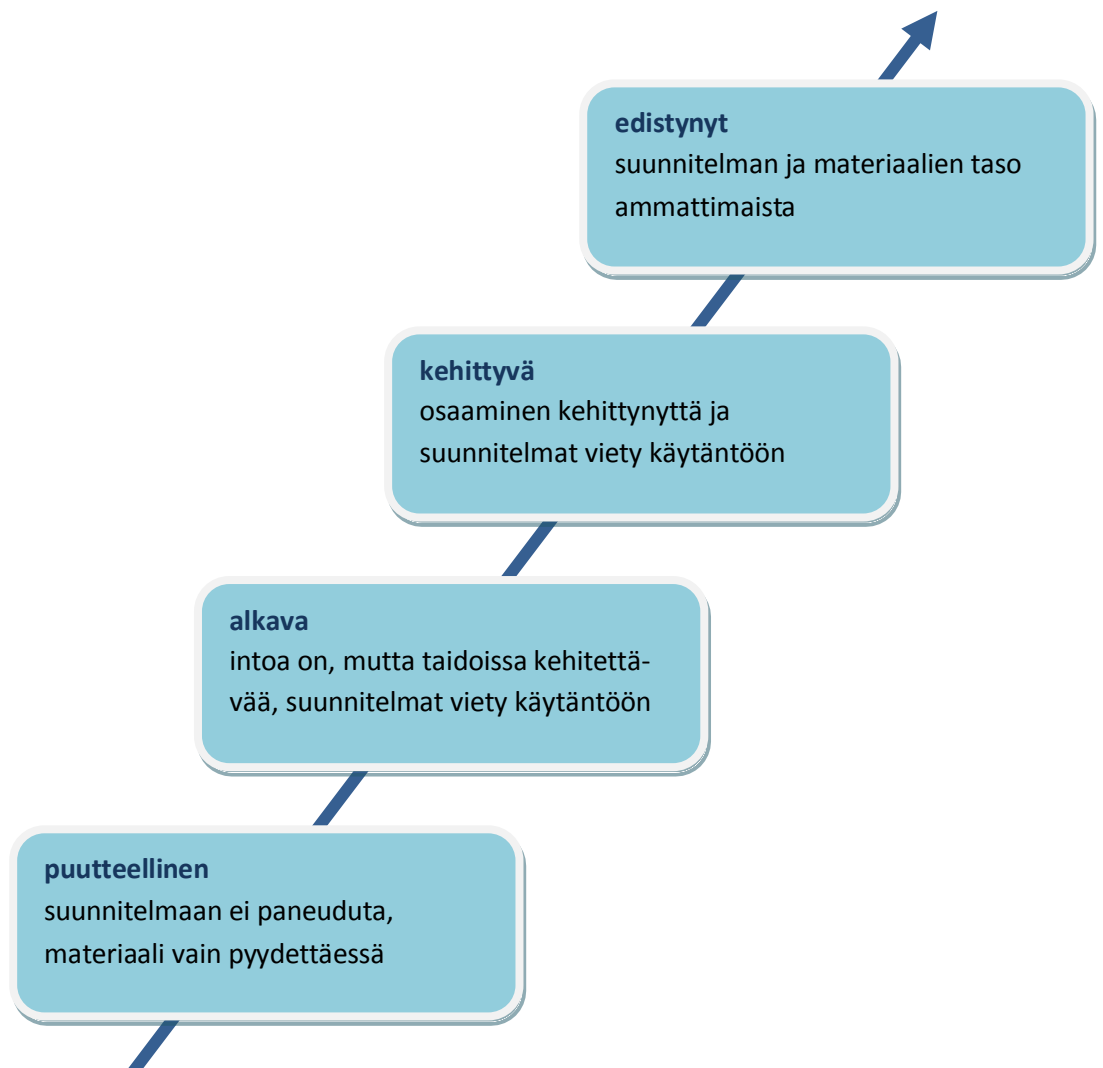 edistynyt
suunnitelman ja materiaalien taso
ammattimaista
kehittyvä
osaaminen kehittynyttä ja
suunnitelmat viety käytäntöön
alkava
intoa on, mutta taidoissa kehitettä-
vää, suunnitelmat viety käytäntöön
puutteellinen
suunnitelmaan ei paneuduta,
materiaali vain pyydettäessä